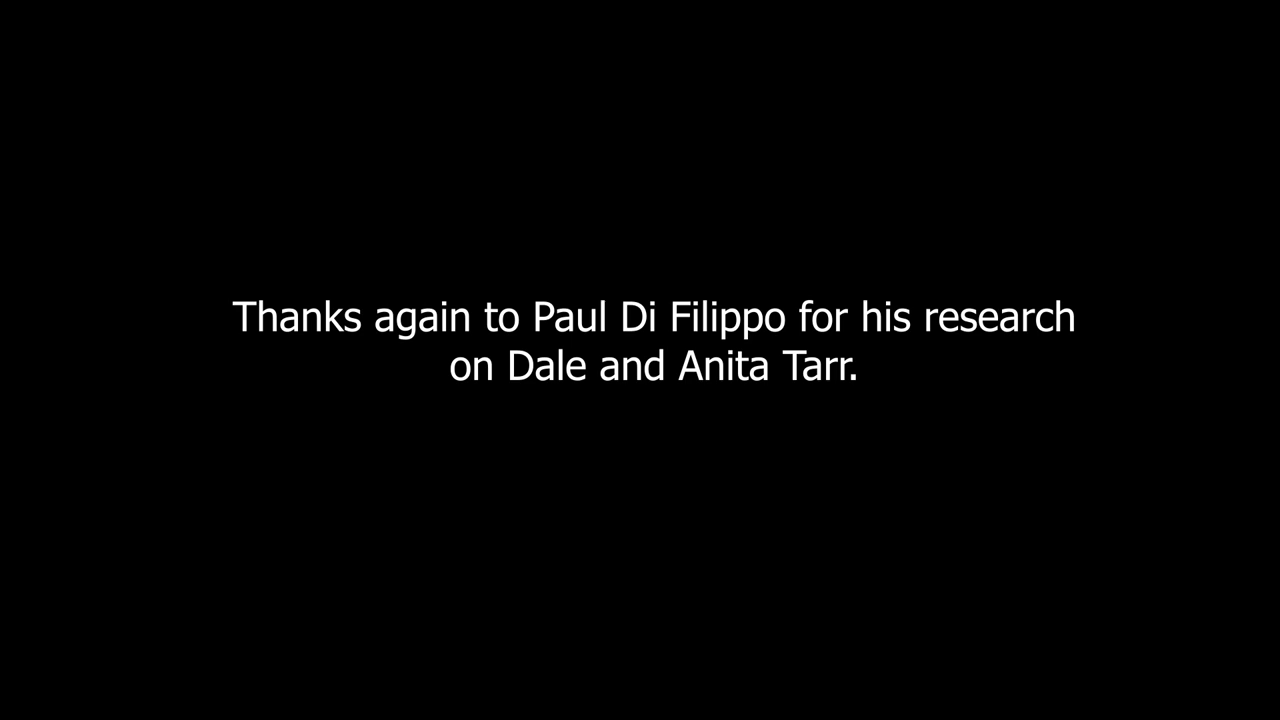 Thanks again to Paul Di Filippo for his research
on Dale and Anita Tarr.